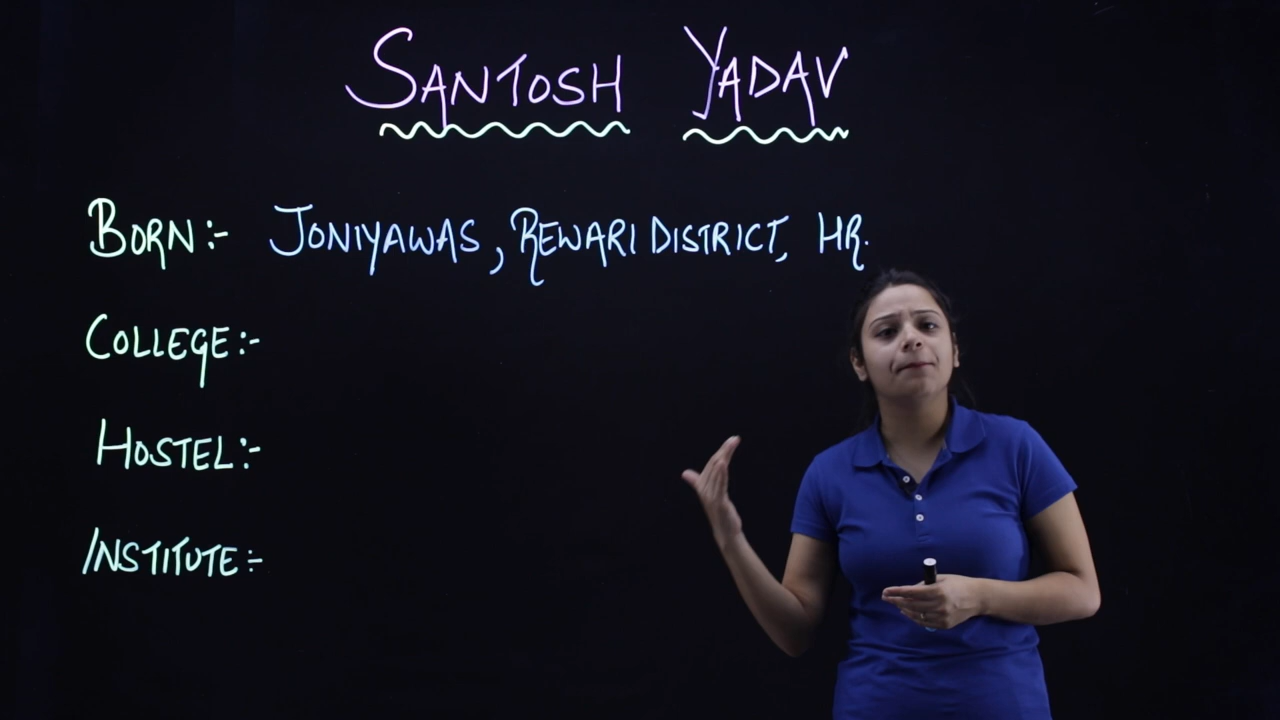 SANTOSH YADAV
BORN:- JONIYAWAS, REWARI DISTRICT, HR.
COLLEGE:-
HOSTEL:-
INSTITUTE:-